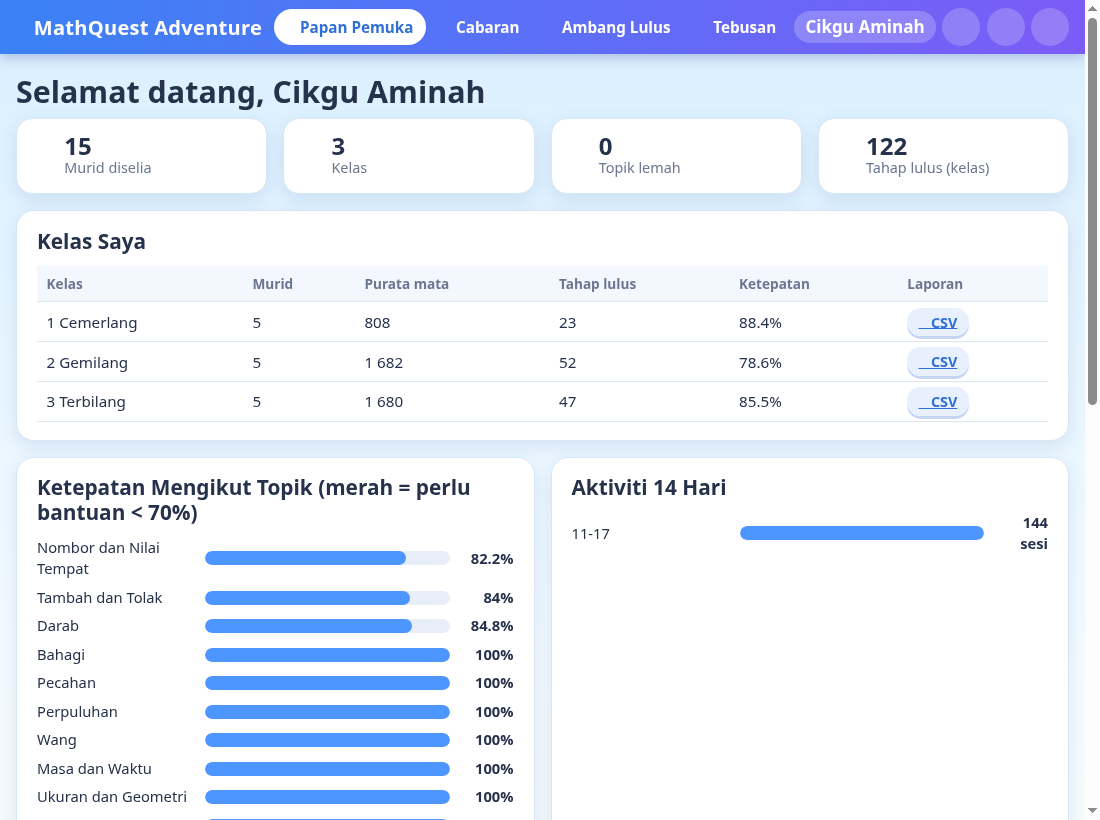 MathQuest Adventure Papan Pemuka Cabaran Ambang Lulus Tebusan Cikgu Aminah
Selamat datang, Cikgu Aminah
15
Murid diselia
3
Kelas
0
Topik lemah
122
Tahap lulus (kelas)
Kelas Saya
Kelas Murid Purata mata Tahap lulus Ketepatan Laporan
1 Cemerlang 5 808 23 88.4% CSV
2 Gemilang 5 1 682 52 78.6% CSV
3 Terbilang 5 1 680 47 85.5% CSV
Ketepatan Mengikut Topik (merah = perlu
bantuan < 70%)
Nombor dan Nilai
Tempat
82.2%
Tambah dan Tolak 84%
Darab 84.8%
Bahagi 100%
Pecahan 100%
Perpuluhan 100%
Wang 100%
Masa dan Waktu 100%
Ukuran dan Geometri 100%
Aktiviti 14 Hari
11-17
144
sesi